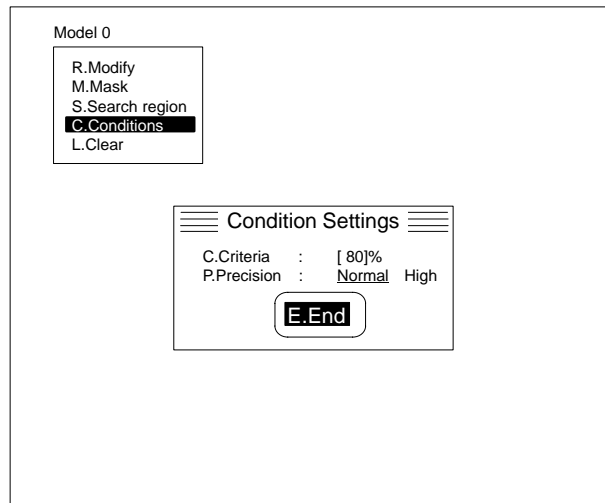 Model 0
R.Modify
M.Mask
S.Search region
C.Conditions
L.Clear
Condition Settings
C.Criteria : [ 80]%
P.Precision : Normal High
E.End